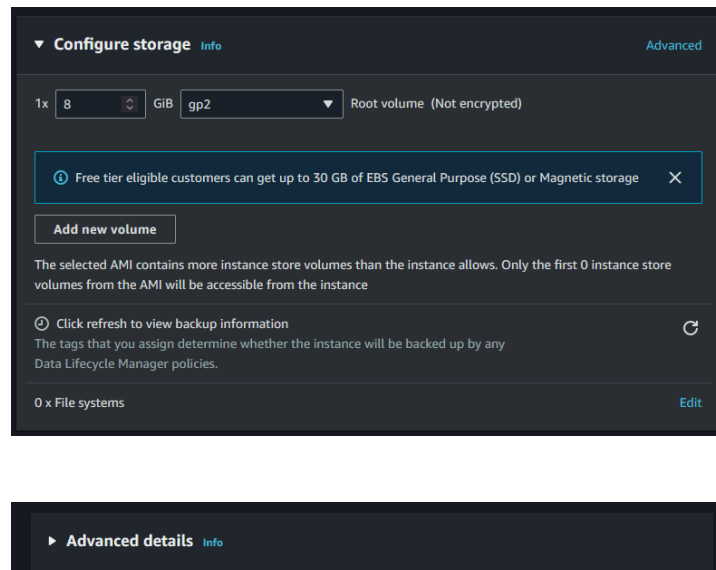 Configure storage Info Advanced
1x 8 GiB gp2 Root volume (Not encrypted)
Free tier eligible customers can get up to 30 GB of EBS General Purpose (SSD) or Magnetic storage
Add new volume
The selected AMI contains more instance store volumes than the instance allows. Only the first 0 instance store
volumes from the AMI will be accessible from the instance
Click refresh to view backup information
The tags that you assign determine whether the instance will be backed up by any
Data Lifecycle Manager policies.
0 x File systems Edit
Advanced details Info